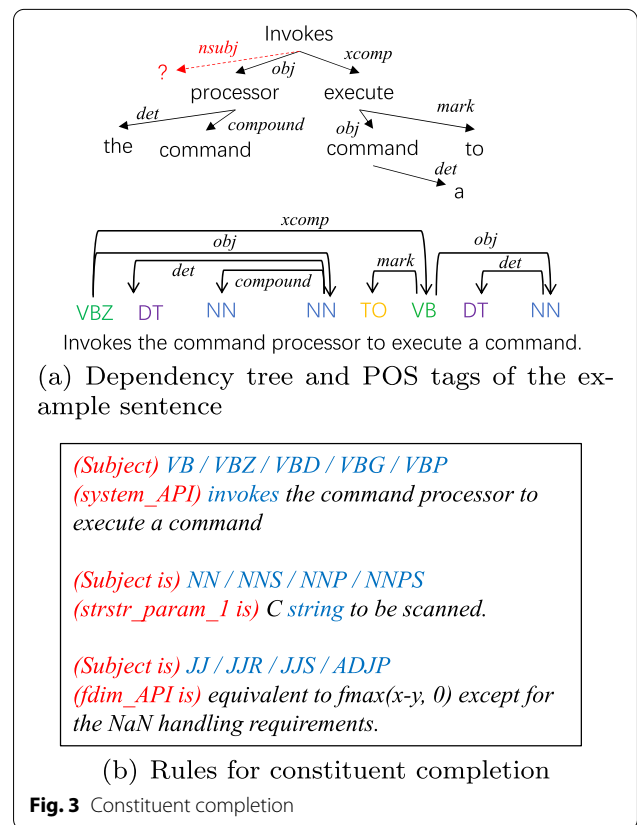 Invokes
nsubj
xcomp
?
obj
processor execute
det compound obj mark
the command command to
det
a
xcomp
obj obj
det mark det
compound
VBZ DT NN NN TO VB DT NN
Invokes the command processor to execute a command.
(a) Dependency tree and POS tags of the ex-
ample sentence
(Subject) VB / VBZ / VBD / VBG / VBP
(system_API) invokes the command processor to
execute a command
(Subject is) NN / NNS / NNP / NNPS
(strstr_param_1 is) C string to be scanned.
(Subject is) JJ / JJR / JJS / ADJP
(fdim_API is) equivalent to fmax(x-y, 0) except for
the NaN handling requirements.
(b) Rules for constituent completion
Fig. 3 Constituent completion